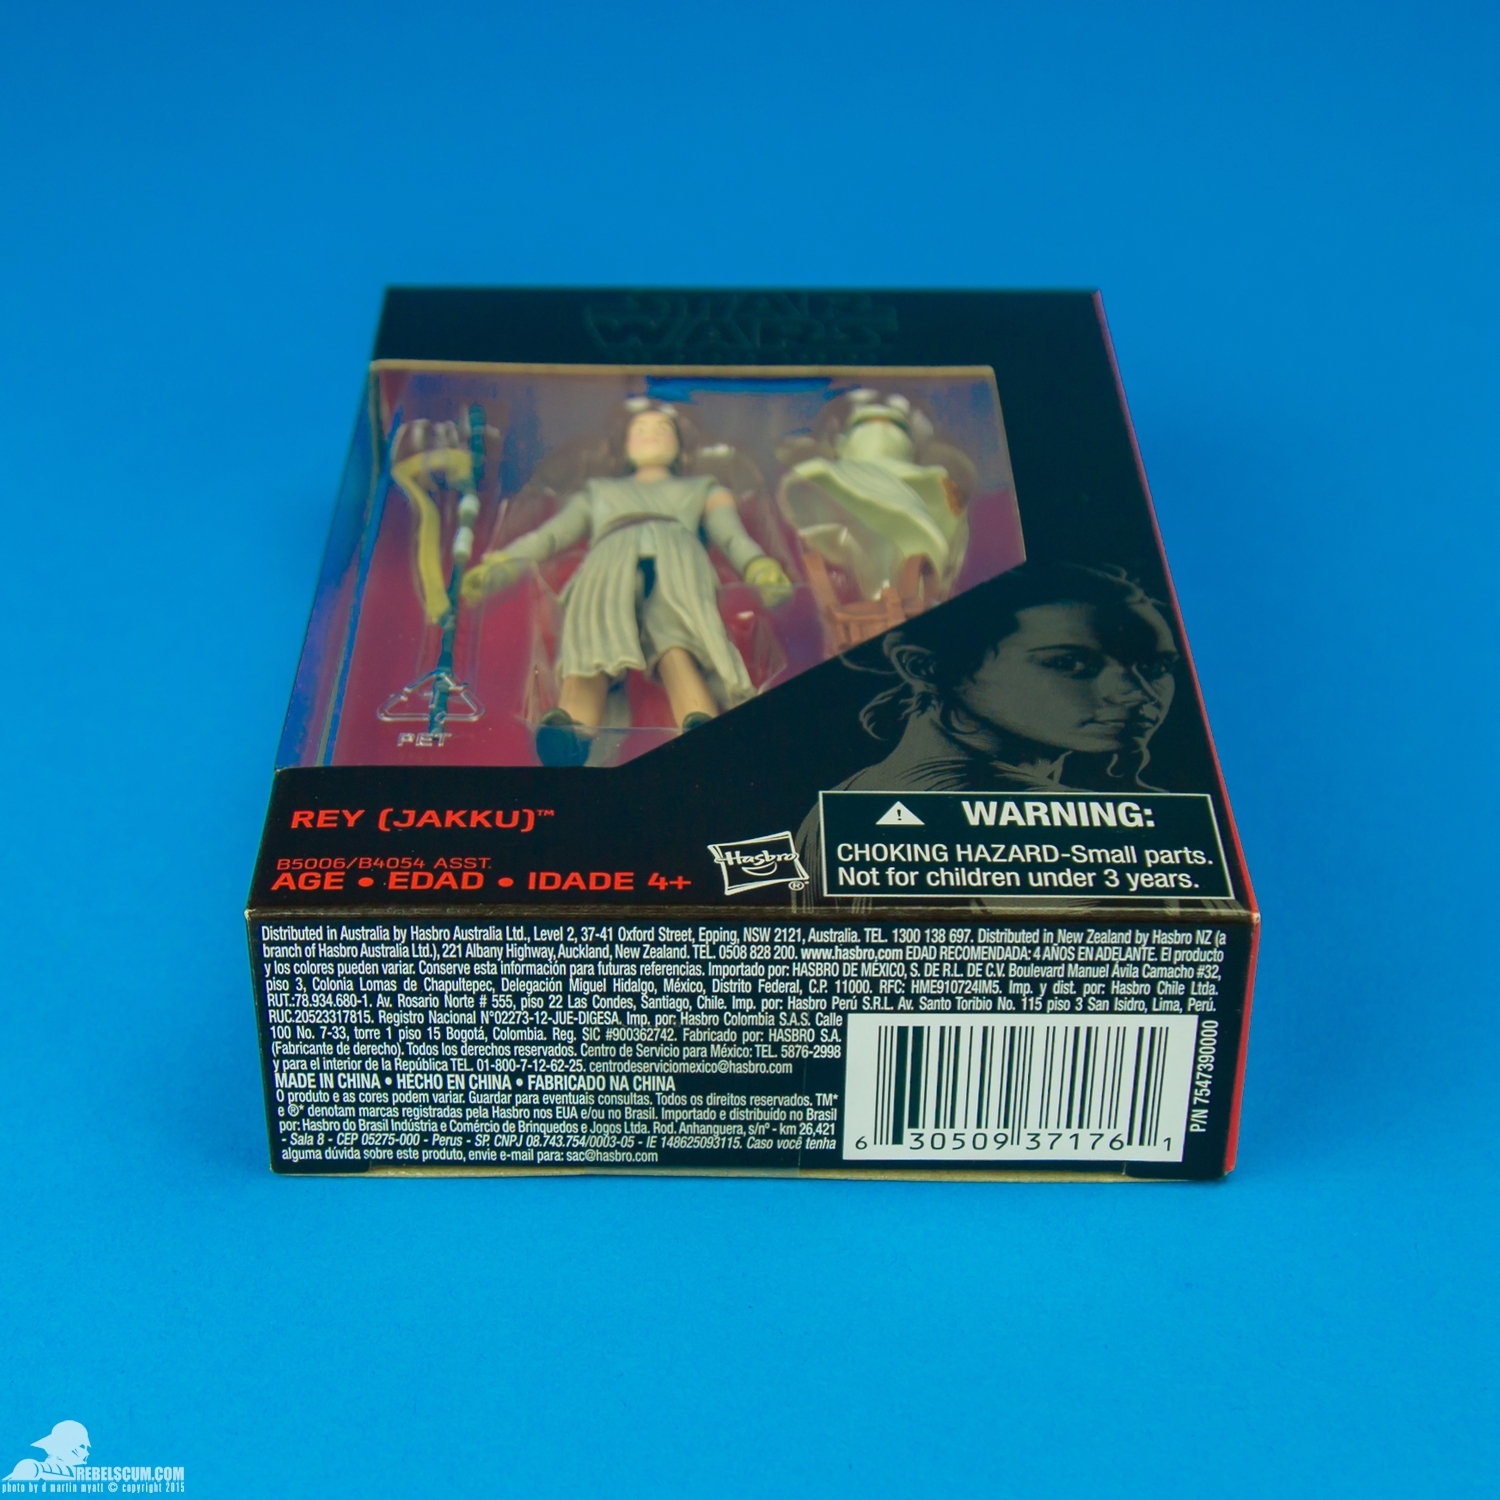 STAR
WARS
PET
REY (JAKKU)™
B5006/B4054 ASST.
AGE • EDAD • IDADE 4+
Hasbro®
WARNING:
CHOKING HAZARD-Small parts.
Not for children under 3 years.
Distributed in Australia by Hasbro Australia Ltd., Level 2, 37-41 Oxford Street, Epping, NSW 2121, Australia. TEL. 1300 138 697. Distributed in New Zealand by Hasbro NZ (a
branch of Hasbro Australia Ltd.), 221 Albany Highway, Auckland, New Zealand. TEL. 0508 828 200. www.hasbro.com EDAD RECOMENDADA: 4 AÑOS EN ADELANTE. El producto
y los colores pueden variar. Conserve esta información para futuras referencias. Importado por: HASBRO DE MÉXICO, S. DE R.L. DE C.V. Boulevard Manuel Ávila Camacho #32,
piso 3, Colonia Lomas de Chapultepec, Delegación Miguel Hidalgo, México, Distrito Federal, C.P. 11000. RFC: HME910724IM5. Imp. y dist. por: Hasbro Chile Ltda.
RUT.:78.934.680-1. Av. Rosario Norte # 555, piso 22 Las Condes, Santiago, Chile. Imp. por: Hasbro Perú S.R.L. Av. Santo Toribio No. 115 piso 3 San Isidro, Lima, Perú.
RUC.20523317815. Registro Nacional N°02273-12-JUE-DIGESA. Imp. por: Hasbro Colombia S.A.S. Calle
100 No. 7-33, torre 1 piso 15 Bogotá, Colombia. Reg. SIC #900362742. Fabricado por: HASBRO S.A.
(Fabricante de derecho). Todos los derechos reservados. Centro de Servicio para México: TEL. 5876-2998
y para el interior de la República TEL. 01-800-7-12-62-25. centrodeserviciomexico@hasbro.com
MADE IN CHINA • HECHO EN CHINA • FABRICADO NA CHINA
O produto e as cores podem variar. Guardar para eventuais consultas. Todos os direitos reservados. TM*
e ®* denotam marcas registradas pela Hasbro nos EUA e/ou no Brasil. Importado e distribuído no Brasil
por: Hasbro do Brasil Indústria e Comércio de Brinquedos e Jogos Ltda. Rod. Anhanguera, s/nº - km 26,421
- Sala 8 - CEP 05275-000 - Perus - SP. CNPJ 08.743.754/0003-05 - IE 148625093115. Caso você tenha
alguma dúvida sobre este produto, envie e-mail para: sac@hasbro.com
6 30509 37176 1
P/N 7547390000
REBELSCUM.COM
photo by d martin myatt © copyright 2015